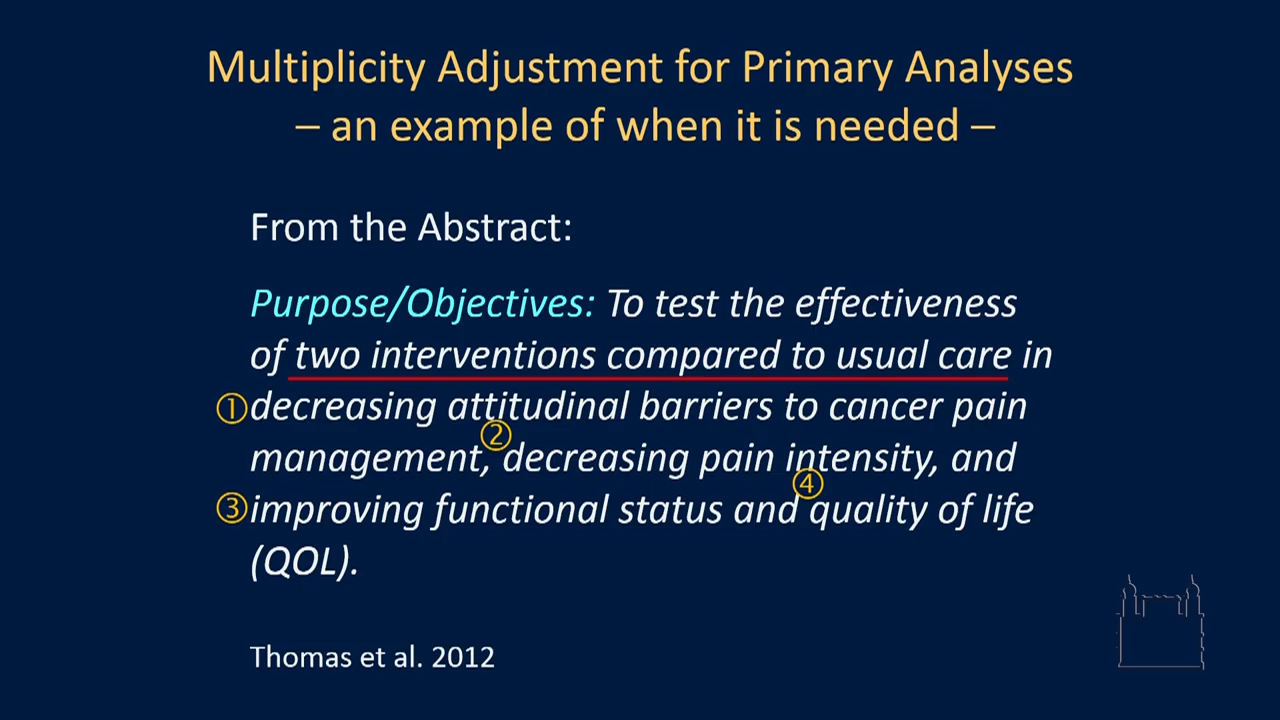 Multiplicity Adjustment for Primary Analyses
– an example of when it is needed –
From the Abstract:
Purpose/Objectives: To test the effectiveness
of two interventions compared to usual care in
①decreasing attitudinal barriers to cancer pain
management, ②decreasing pain intensity, and
③improving functional status and ④quality of life
(QOL).
Thomas et al. 2012